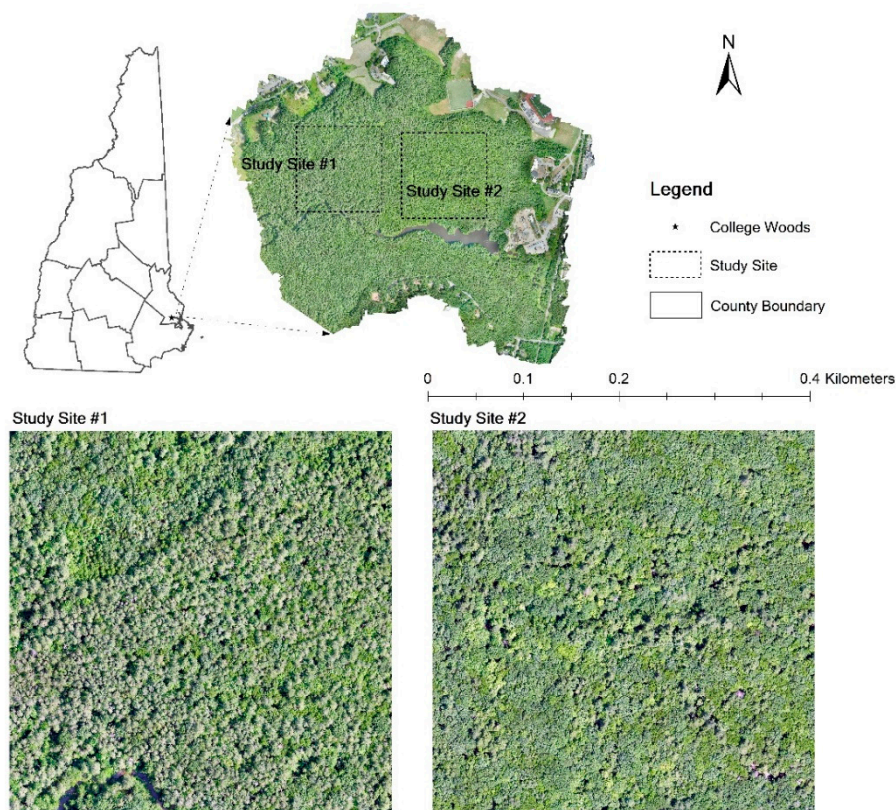 N
Study Site #1
Study Site #2
Legend
College Woods
Study Site
County Boundary
0 0.1 0.2 0.4 Kilometers
Study Site #1
Study Site #2